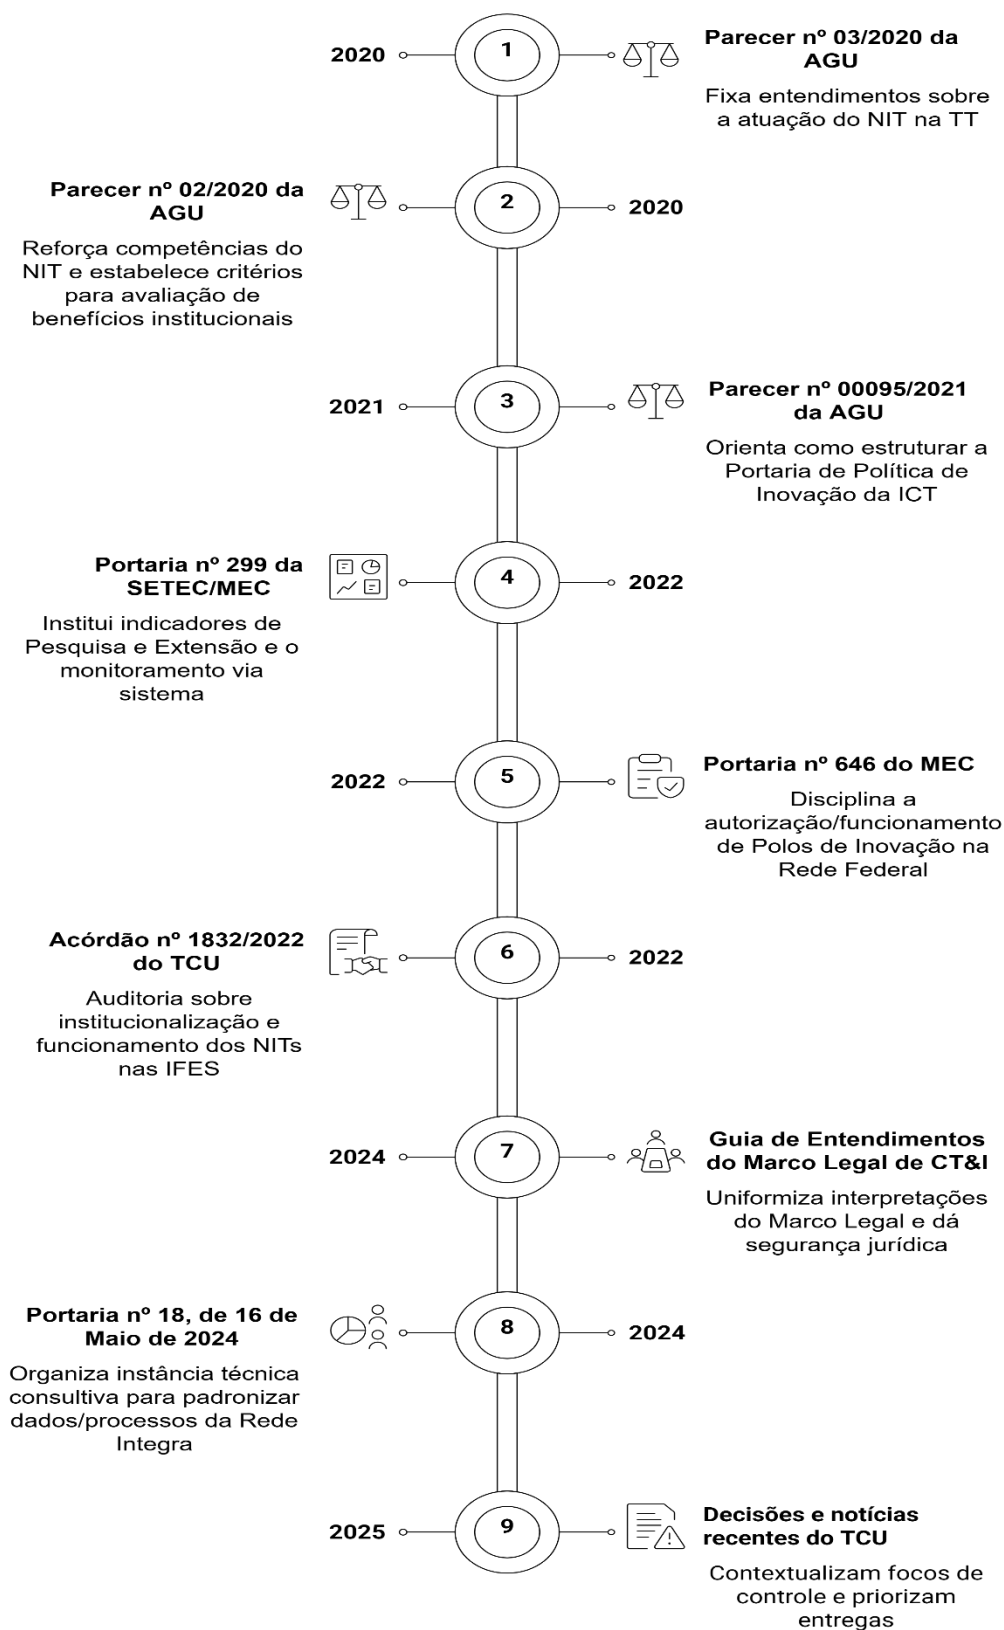 2020
1
Parecer nº 03/2020 da
AGU
Fixa entendimentos sobre
a atuação do NIT na TT
Parecer nº 02/2020 da
AGU
Reforça competências do
NIT e estabelece critérios
para avaliação de
benefícios institucionais
2
2020
2021
3
Parecer nº 00095/2021
da AGU
Orienta como estruturar a
Portaria de Política de
Inovação da ICT
Portaria nº 299 da
SETEC/MEC
Institui indicadores de
Pesquisa e Extensão e o
monitoramento via
sistema
4
2022
2022
5
Portaria nº 646 do MEC
Disciplina a
autorização/funcionamento
de Polos de Inovação na
Rede Federal
Acórdão nº 1832/2022
do TCU
Auditoria sobre
institucionalização e
funcionamento dos NITs
nas IFES
6
2022
2024
7
Guia de Entendimentos
do Marco Legal de CT&I
Uniformiza interpretações
do Marco Legal e dá
segurança jurídica
Portaria nº 18, de 16 de
Maio de 2024
Organiza instância técnica
consultiva para padronizar
dados/processos da Rede
Integra
8
2024
2025
9
Decisões e notícias
recentes do TCU
Contextualizam focos de
controle e priorizam
entregas